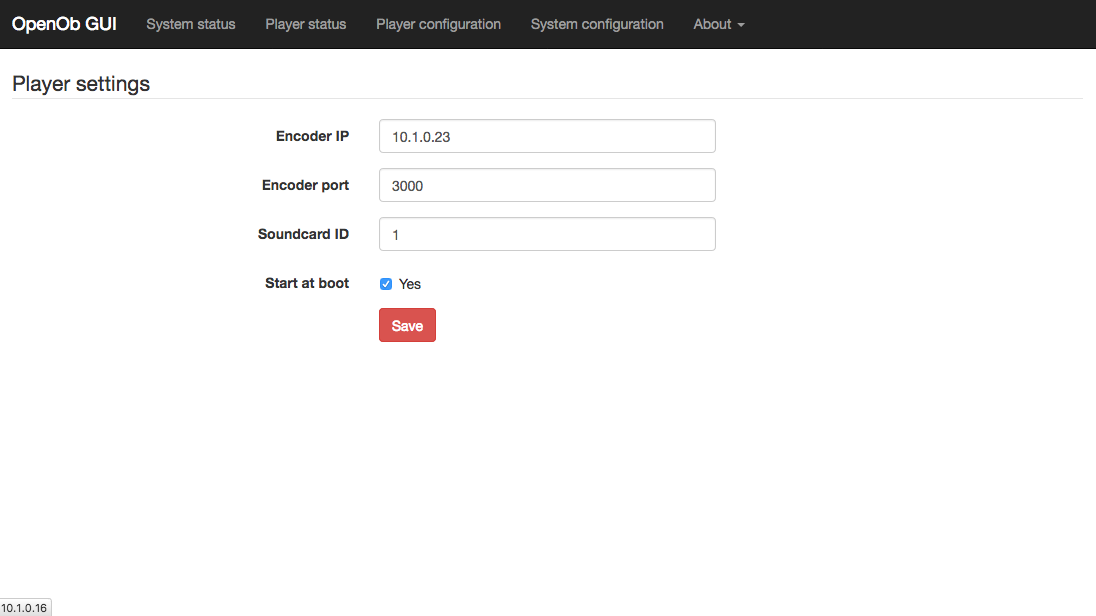 OpenOb GUI System status Player status Player configuration System configuration About
Player settings
Encoder IP 10.1.0.23
Encoder port 3000
Soundcard ID 1
Start at boot Yes
Save
10.1.0.16